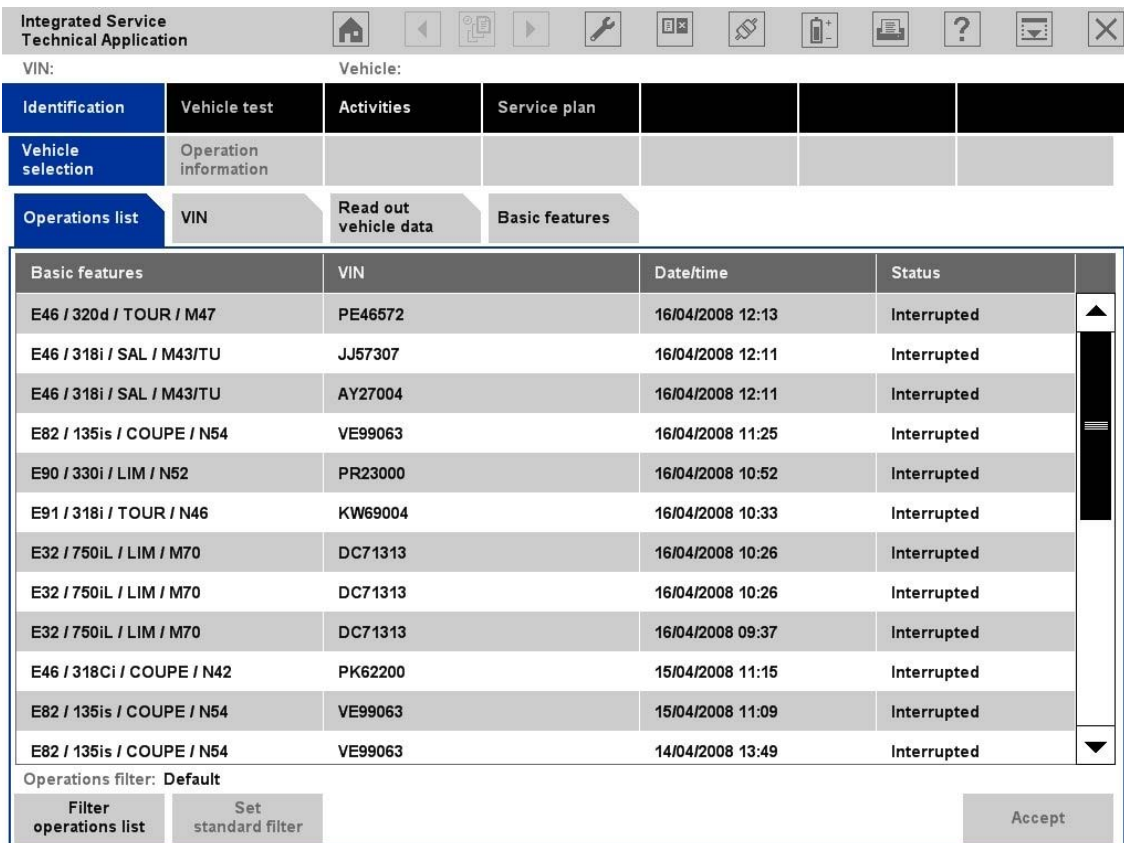 Integrated Service
Technical Application
VIN: Vehicle:
Identification Vehicle test Activities Service plan
Vehicle
selection
Operation
information
Operations list VIN Read out
vehicle data
Basic features
Basic features VIN Date/time Status
E46 / 320d / TOUR / M47 PE46572 16/04/2008 12:13 Interrupted
E46 / 318i / SAL / M43/TU JJ57307 16/04/2008 12:11 Interrupted
E46 / 318i / SAL / M43/TU AY27004 16/04/2008 12:11 Interrupted
E82 / 135is / COUPE / N54 VE99063 16/04/2008 11:25 Interrupted
E90 / 330i / LIM / N52 PR23000 16/04/2008 10:52 Interrupted
E91 / 318i / TOUR / N46 KW69004 16/04/2008 10:33 Interrupted
E32 / 750iL / LIM / M70 DC71313 16/04/2008 10:26 Interrupted
E32 / 750iL / LIM / M70 DC71313 16/04/2008 10:26 Interrupted
E32 / 750iL / LIM / M70 DC71313 16/04/2008 09:37 Interrupted
E46 / 318Ci / COUPE / N42 PK62200 15/04/2008 11:15 Interrupted
E82 / 135is / COUPE / N54 VE99063 15/04/2008 11:09 Interrupted
E82 / 135is / COUPE / N54 VE99063 14/04/2008 13:49 Interrupted
Operations filter: Default
Filter
operations list
Set
standard filter
Accept